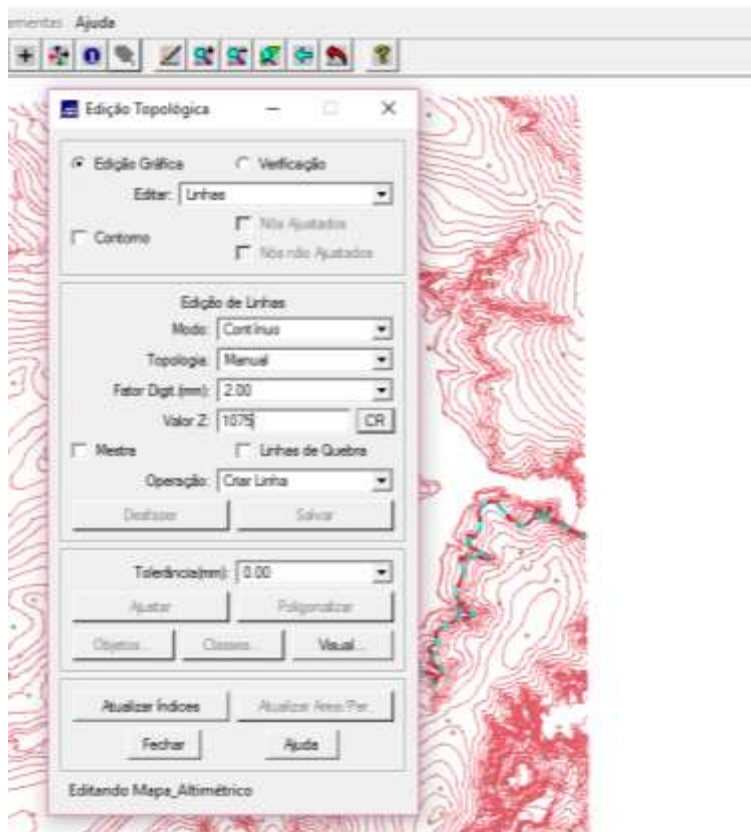 Ajuda
Edição Topológica
Edição Gráfica Verificação
Editar: Linhas
Nós Ajustados
Contorno
Nós não Ajustados
Edição de Linhas
Modo: Contínuo
Topologia: Manual
Fator Digit.(mm): 2.00
Valor Z: 1075 CR
Mestra Linhas de Quebra
Operação: Criar Linha
Desfazer Salvar
Tolerância(mm): 0.00
Ajustar Poligonalizar
Objetos... Classes... Visual...
Atualizar Índices Atualizar Área/Per...
Fechar Ajuda
Editando Mapa_Altimétrico